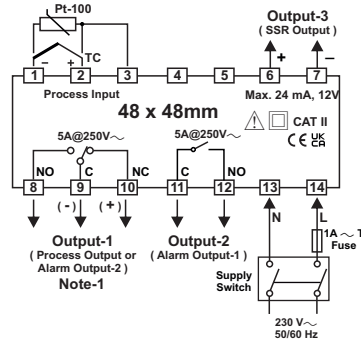 Pt-100
Output-3
( SSR Output )
TC
– +
+ –
1 2 3 4 5 6 7
Process Input
Max. 24 mA, 12V
48 x 48mm
CAT II
CE UK CA
5A@250V～
5A@250V～
NO C NC C NO
8 9 10 11 12 13 14
( - ) ( + )
N L
Output-1
( Process Output or
Alarm Output-2 )
Note-1
Output-2
( Alarm Output-1 )
1A ～ T
Fuse
Supply
Switch
230 V～
50/60 Hz